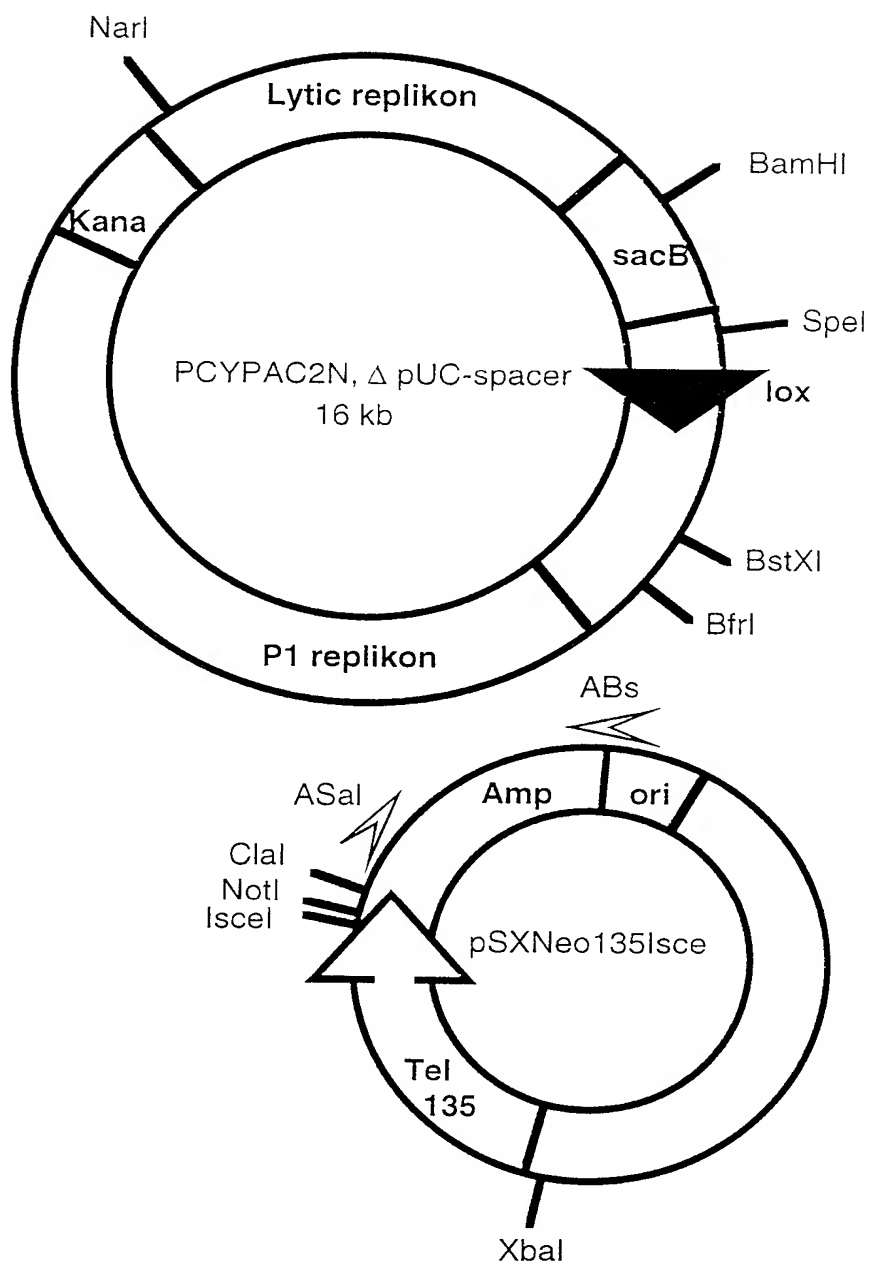 NarI
Lytic replikon
BamHI
Kana
sacB
SpeI
PCYPAC2N, Δ pUC-spacer
16 kb
lox
BstXI
BfrI
P1 replikon
ABs
ASal
Amp
ori
ClaI
NotI
IsceI
pSXNeo135Isce
Tel
135
XbaI